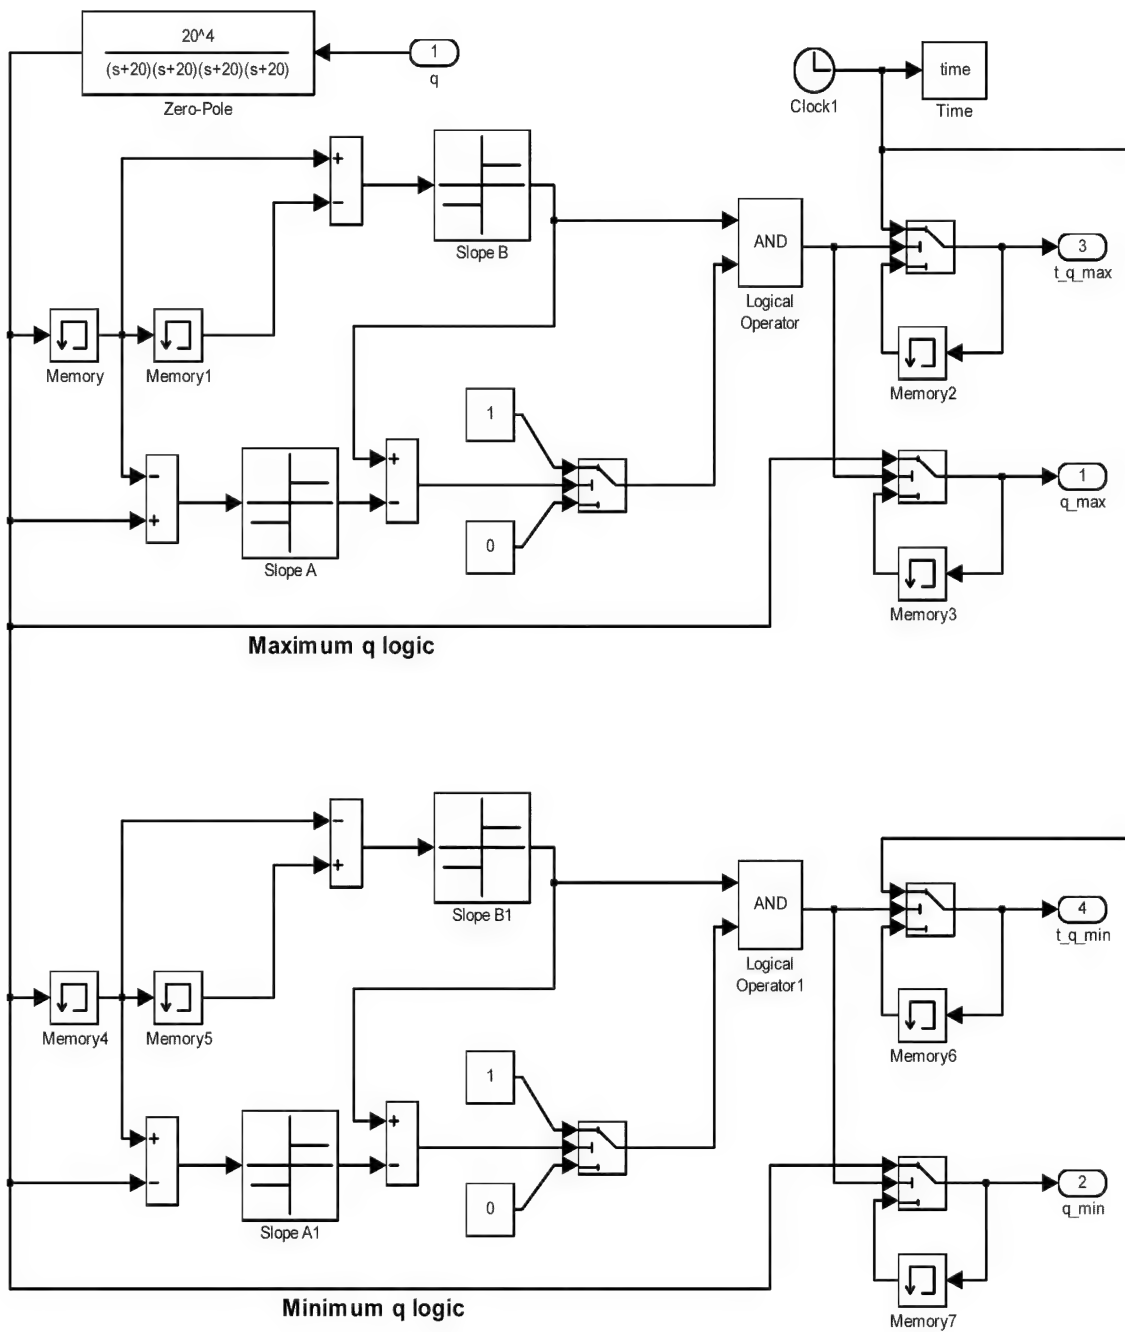 20^4
(s+20)(s+20)(s+20)(s+20)
Zero-Pole
1
q
Clock1
time
Time
+
-
Slope B
AND
Logical
Operator
3
t_q_max
Memory
Memory1
Memory2
1
-
+
Slope A
+
-
0
1
q_max
Memory3
Maximum q logic
-
+
Slope B1
AND
Logical
Operator1
4
t_q_min
Memory4
Memory5
Memory6
1
+
-
Slope A1
+
-
0
2
q_min
Minimum q logic
Memory7